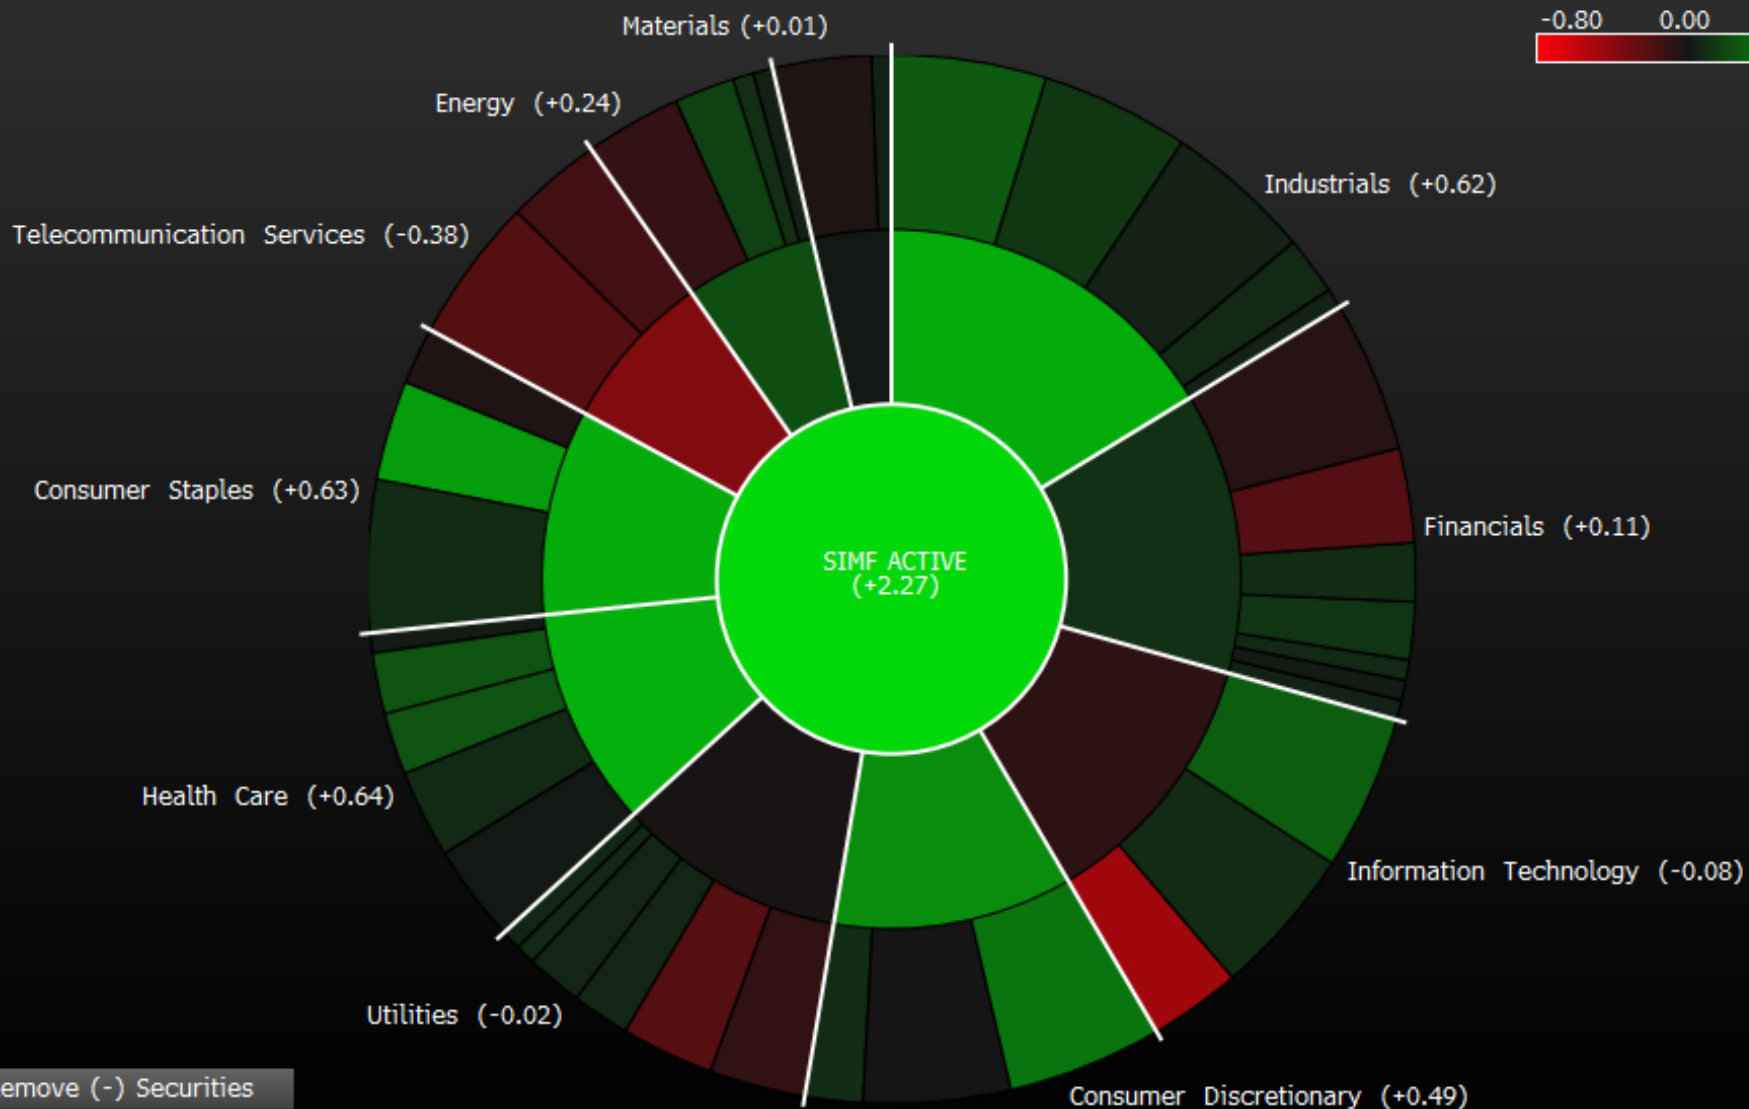 -0.80 0.00
Materials (+0.01)
Energy (+0.24)
Industrials (+0.62)
Telecommunication Services (-0.38)
Consumer Staples (+0.63)
Financials (+0.11)
SIMF ACTIVE
(+2.27)
Health Care (+0.64)
Information Technology (-0.08)
Utilities (-0.02)
emove (-) Securities
Consumer Discretionary (+0.49)